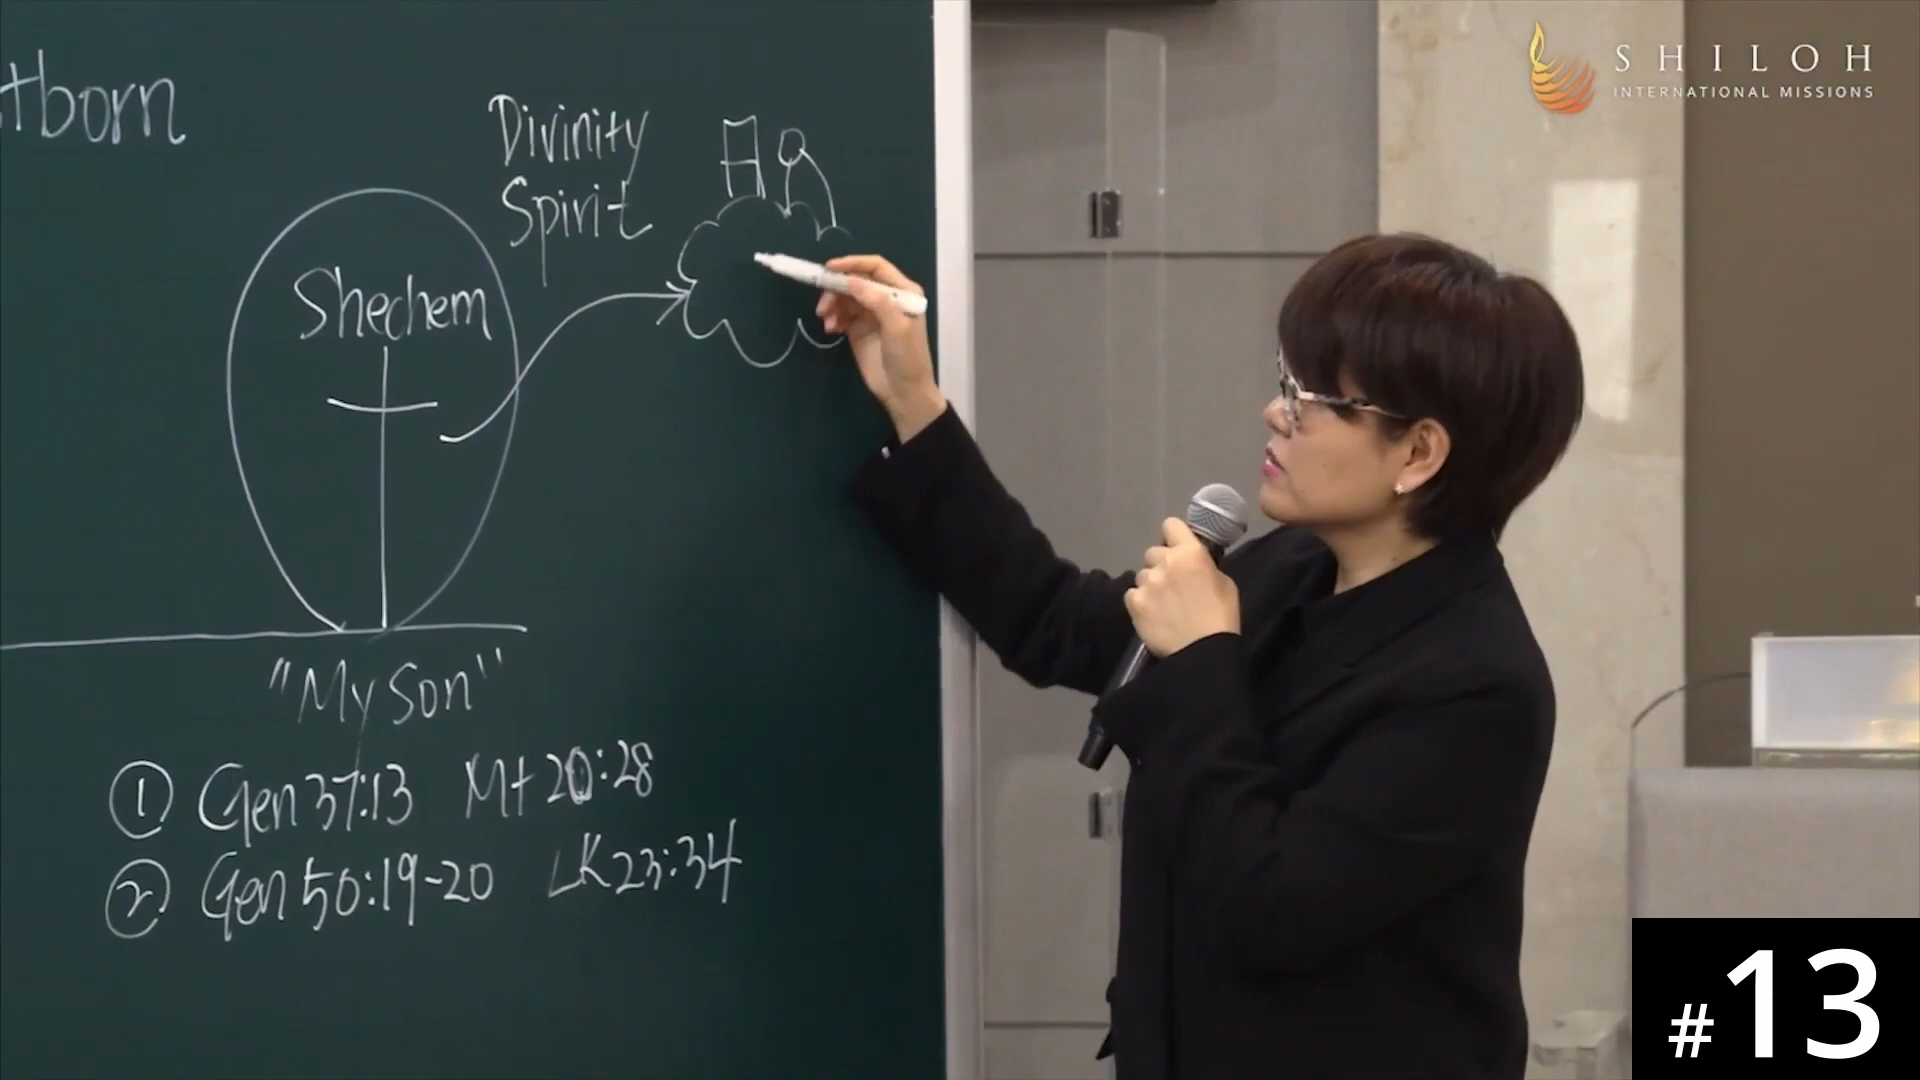 SHILOH
INTERNATIONAL MISSIONS
tborn
Divinity
Spirit
Shechem
"My Son"
① Gen 37:13 Mt 20:28
② Gen 50:19-20 LK 23:34
#13